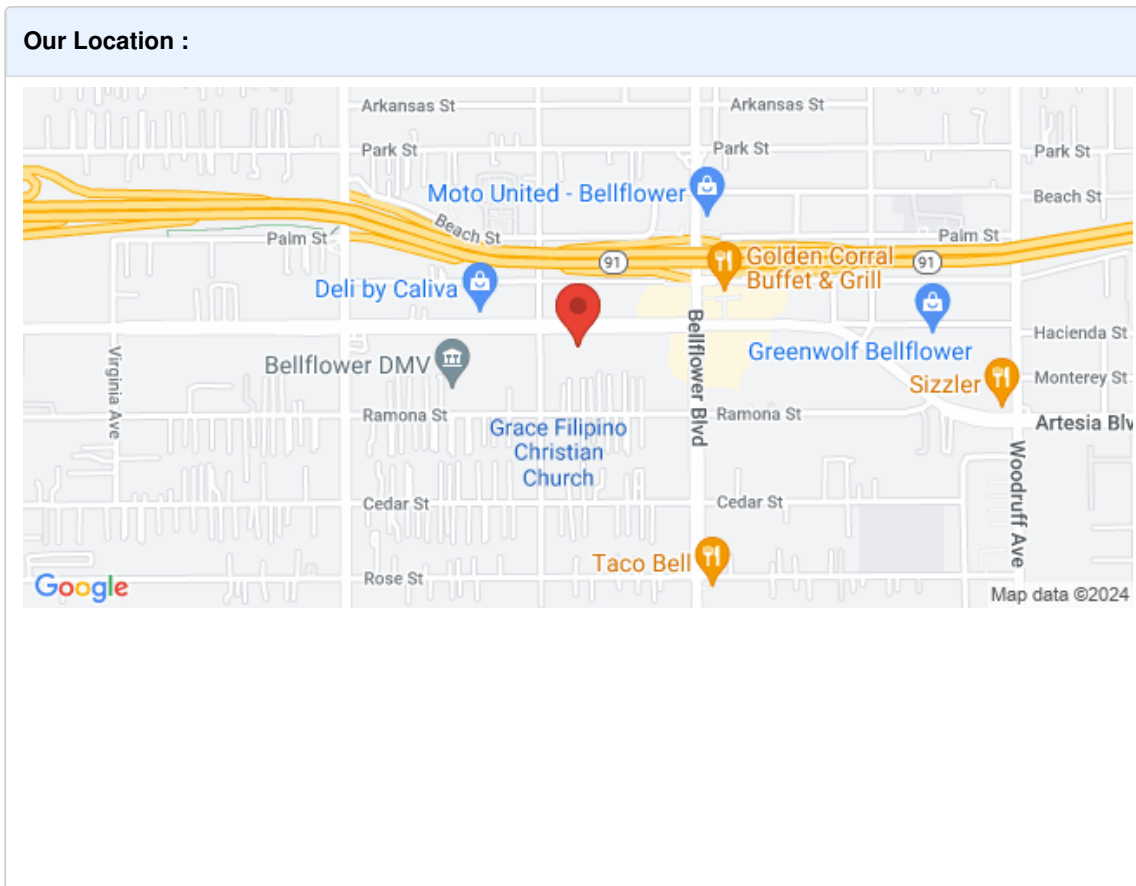 Our Location :
Arkansas St
Arkansas St
Park St
Park St
Park St
Moto United - Bellflower
Beach St
Beach St
Palm St
Palm St
91
91
Golden Corral
Buffet & Grill
Deli by Caliva
Bellflower Blvd
Hacienda St
Virginia Ave
Bellflower DMV
Greenwolf Bellflower
Sizzler
Monterey St
Ramona St
Ramona St
Artesia Blv
Grace Filipino
Christian
Church
Woodruff Ave
Cedar St
Cedar St
Taco Bell
Rose St
Google
Map data ©2024